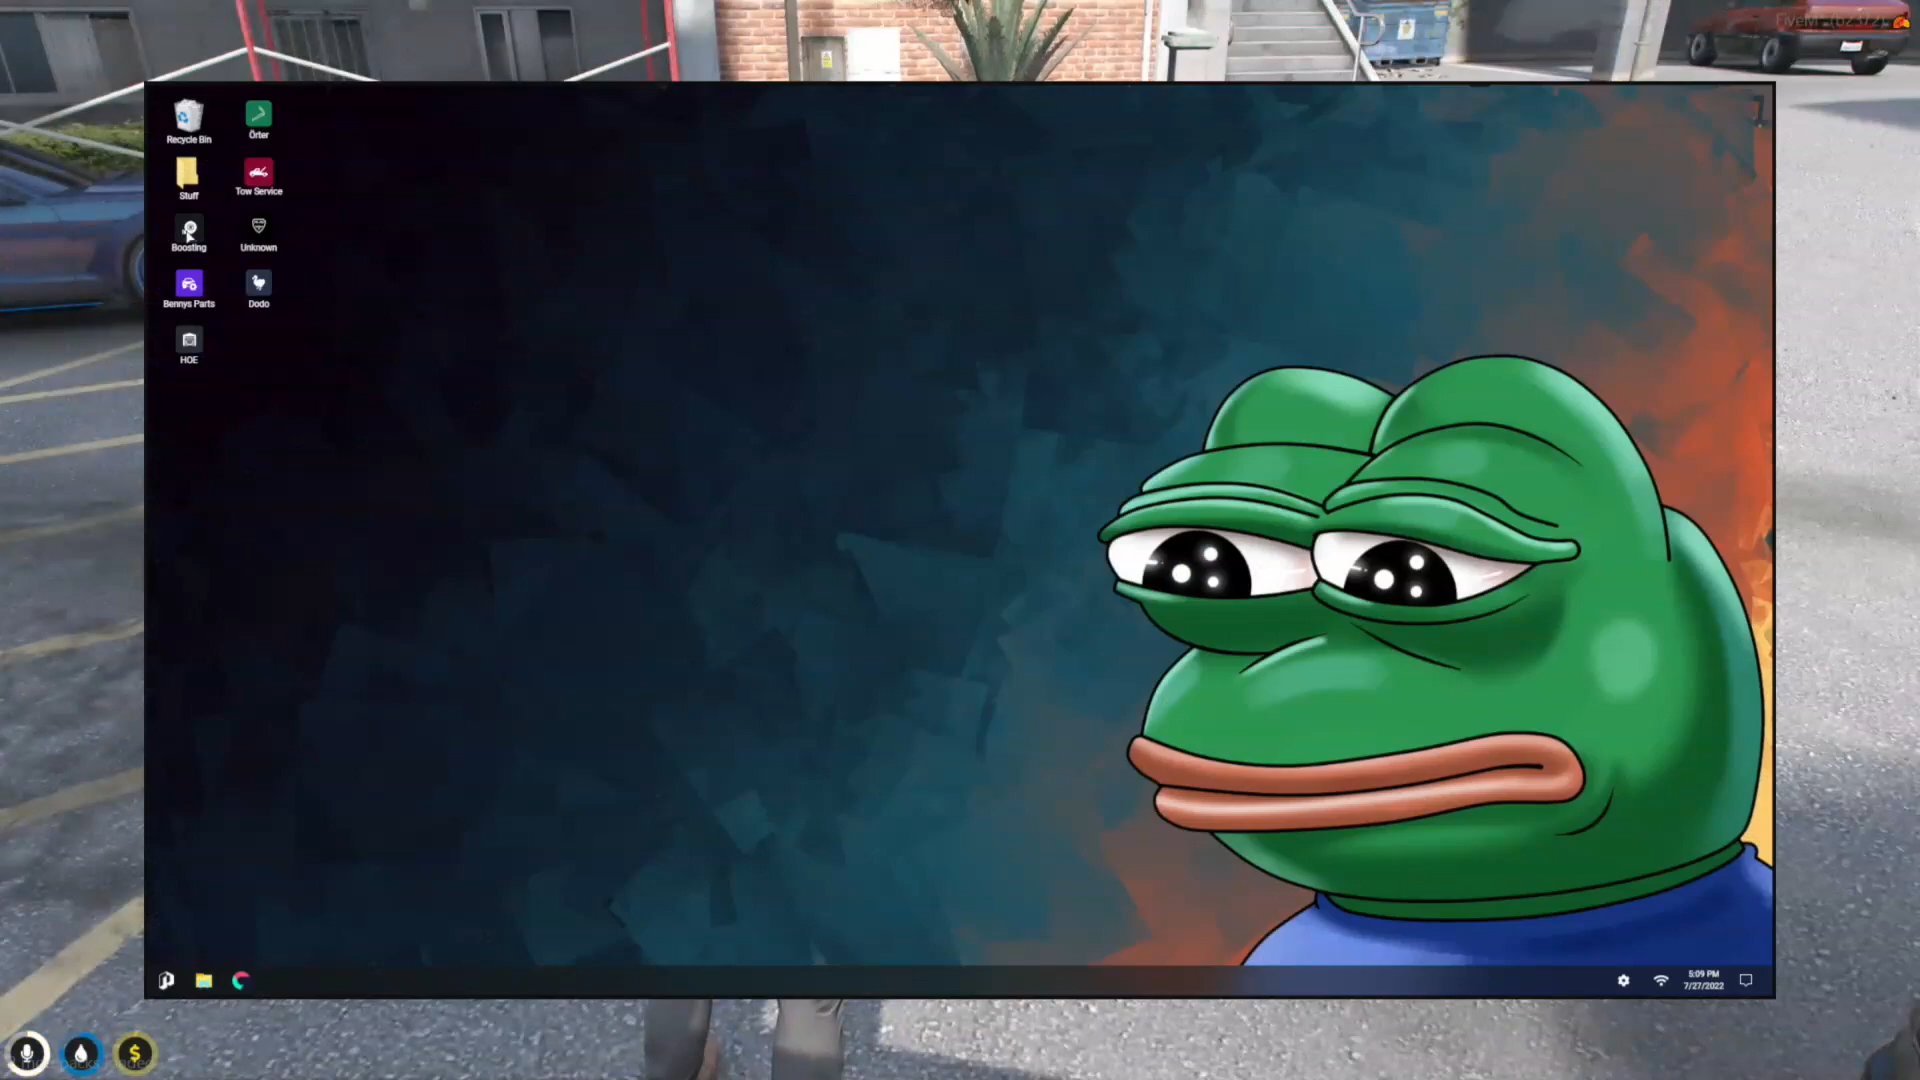 Recycle Bin
Örter
Stuff
Tow Service
Boosting
Unknown
Bennys Parts
Dodo
HOE
5:09 PM
7/27/2022